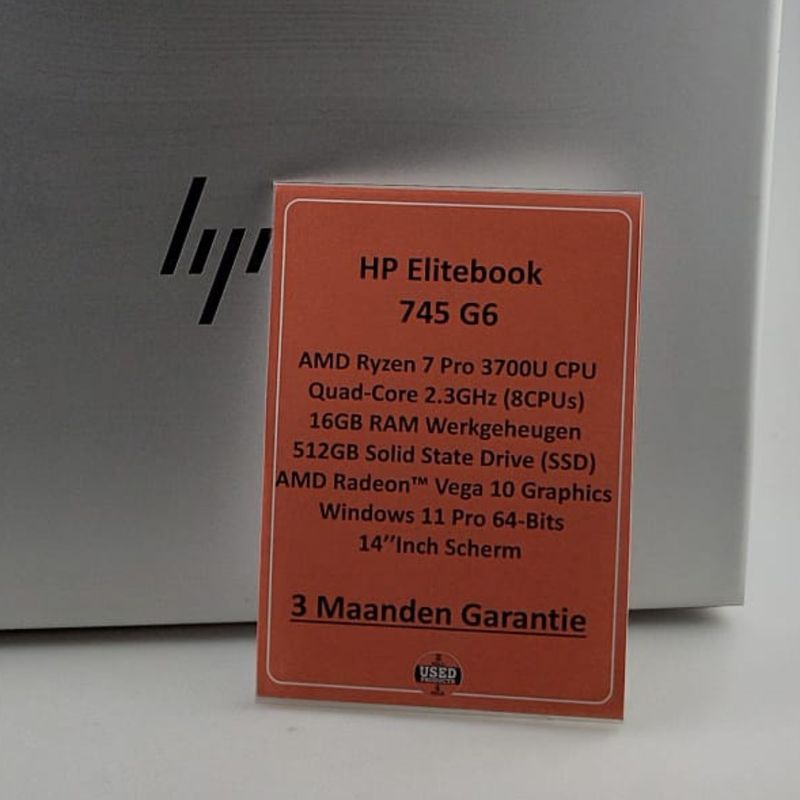 hp
HP Elitebook
745 G6
AMD Ryzen 7 Pro 3700U CPU
Quad-Core 2.3GHz (8CPUs)
16GB RAM Werkgeheugen
512GB Solid State Drive (SSD)
AMD Radeon™ Vega 10 Graphics
Windows 11 Pro 64-Bits
14’’Inch Scherm
3 Maanden Garantie
USED
PRODUCTS